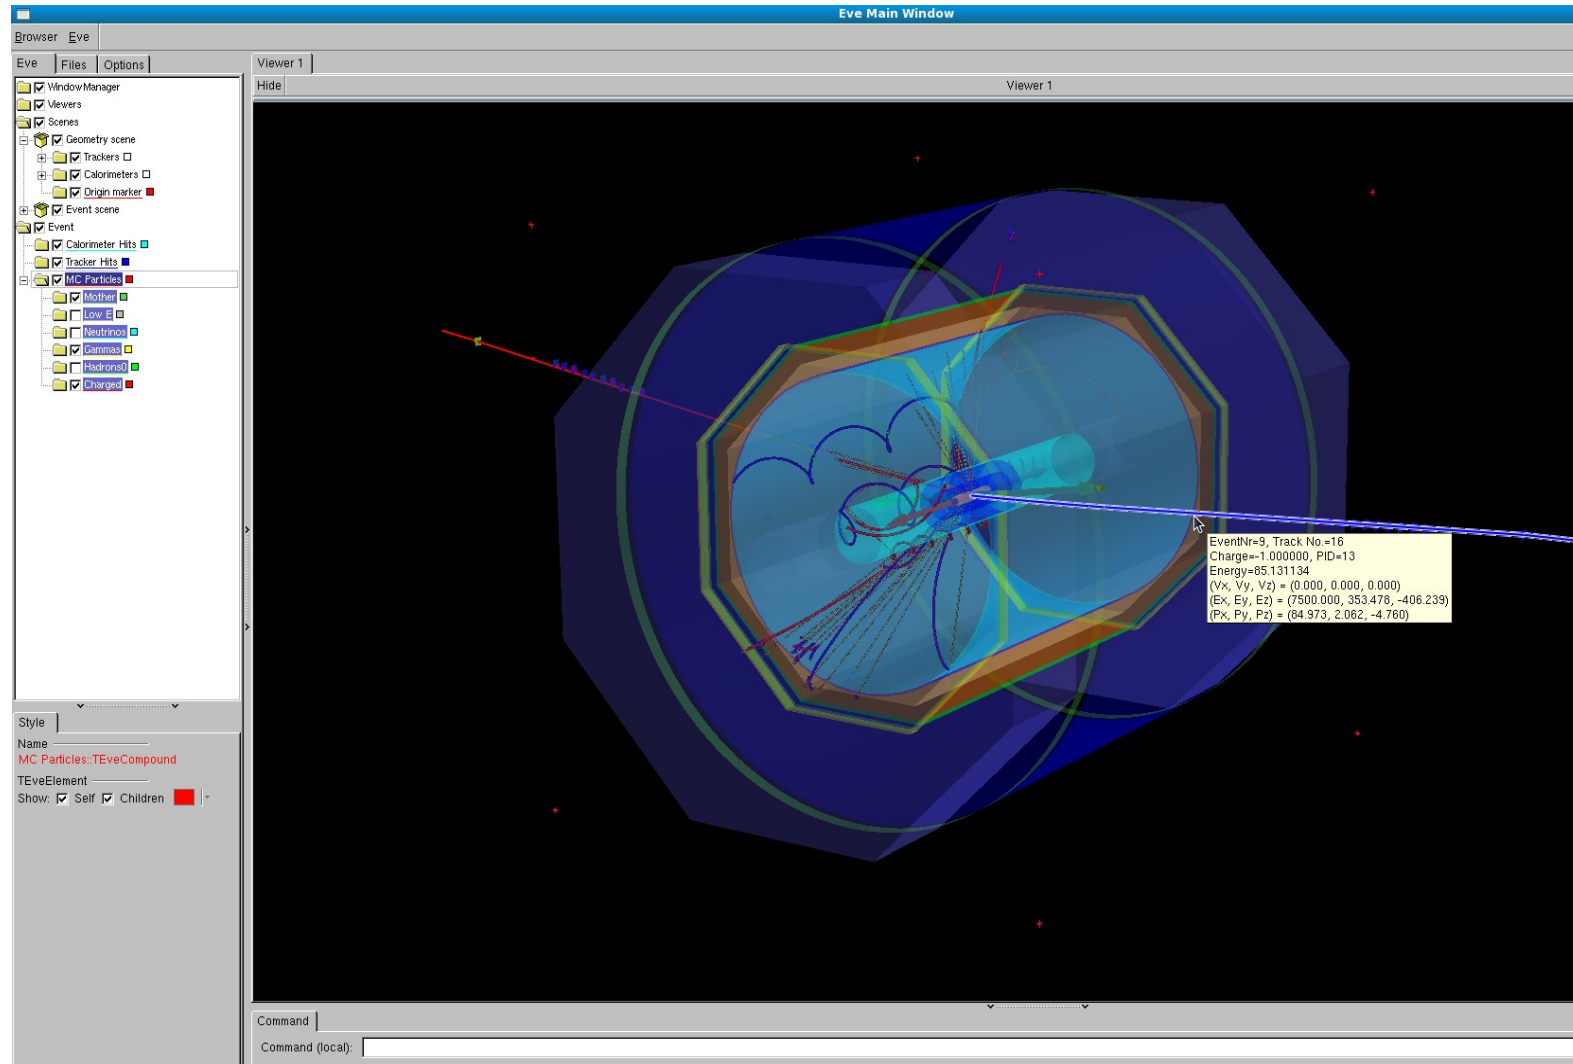 Eve Main Window
Browser Eve
Eve Files Options
WindowManager
Viewers
Scenes
Geometry scene
Trackers
Calorimeters
Origin marker
Event scene
Event
Calorimeter Hits
Tracker Hits
MC Particles
Mother
Low E
Neutrinos
Gammas
Hadrons0
Charged
Style
Name
MC Particles::TEveCompound
TEveElement
Show: Self Children
Viewer 1
Hide Viewer 1
EventNr=9, Track No.=16
Charge=-1.000000, PID=13
Energy=85.131134
(Vx, Vy, Vz) = (0.000, 0.000, 0.000)
(Ex, Ey, Ez) = (7500.000, 353.478, -406.239)
(Px, Py, Pz) = (84.973, 2.062, -4.760)
Command
Command (local):